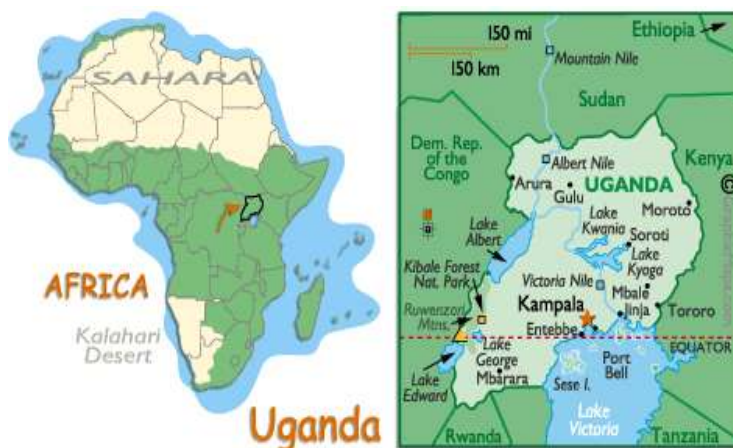 SAHARA
AFRICA
Kalahari
Desert
Uganda
150 mi
150 km
Ethiopia
Mountain Nile
Sudan
Dem. Rep.
of the
Congo
Albert Nile
Kenya
Arura
Gulu
UGANDA
Moroto
Lake
Kwania
Lake
Albert
Soroti
Lake
Kyoga
Kibale Forest
Nat. Park
Victoria Nile
Mbale
Ruwenzori
Mtns.
Kampala
Jinja
Tororo
Entebbe
EQUATOR
Lake
George
Port
Bell
Lake
Edward
Mbarara
Sese I.
Lake
Victoria
Rwanda
Tanzania